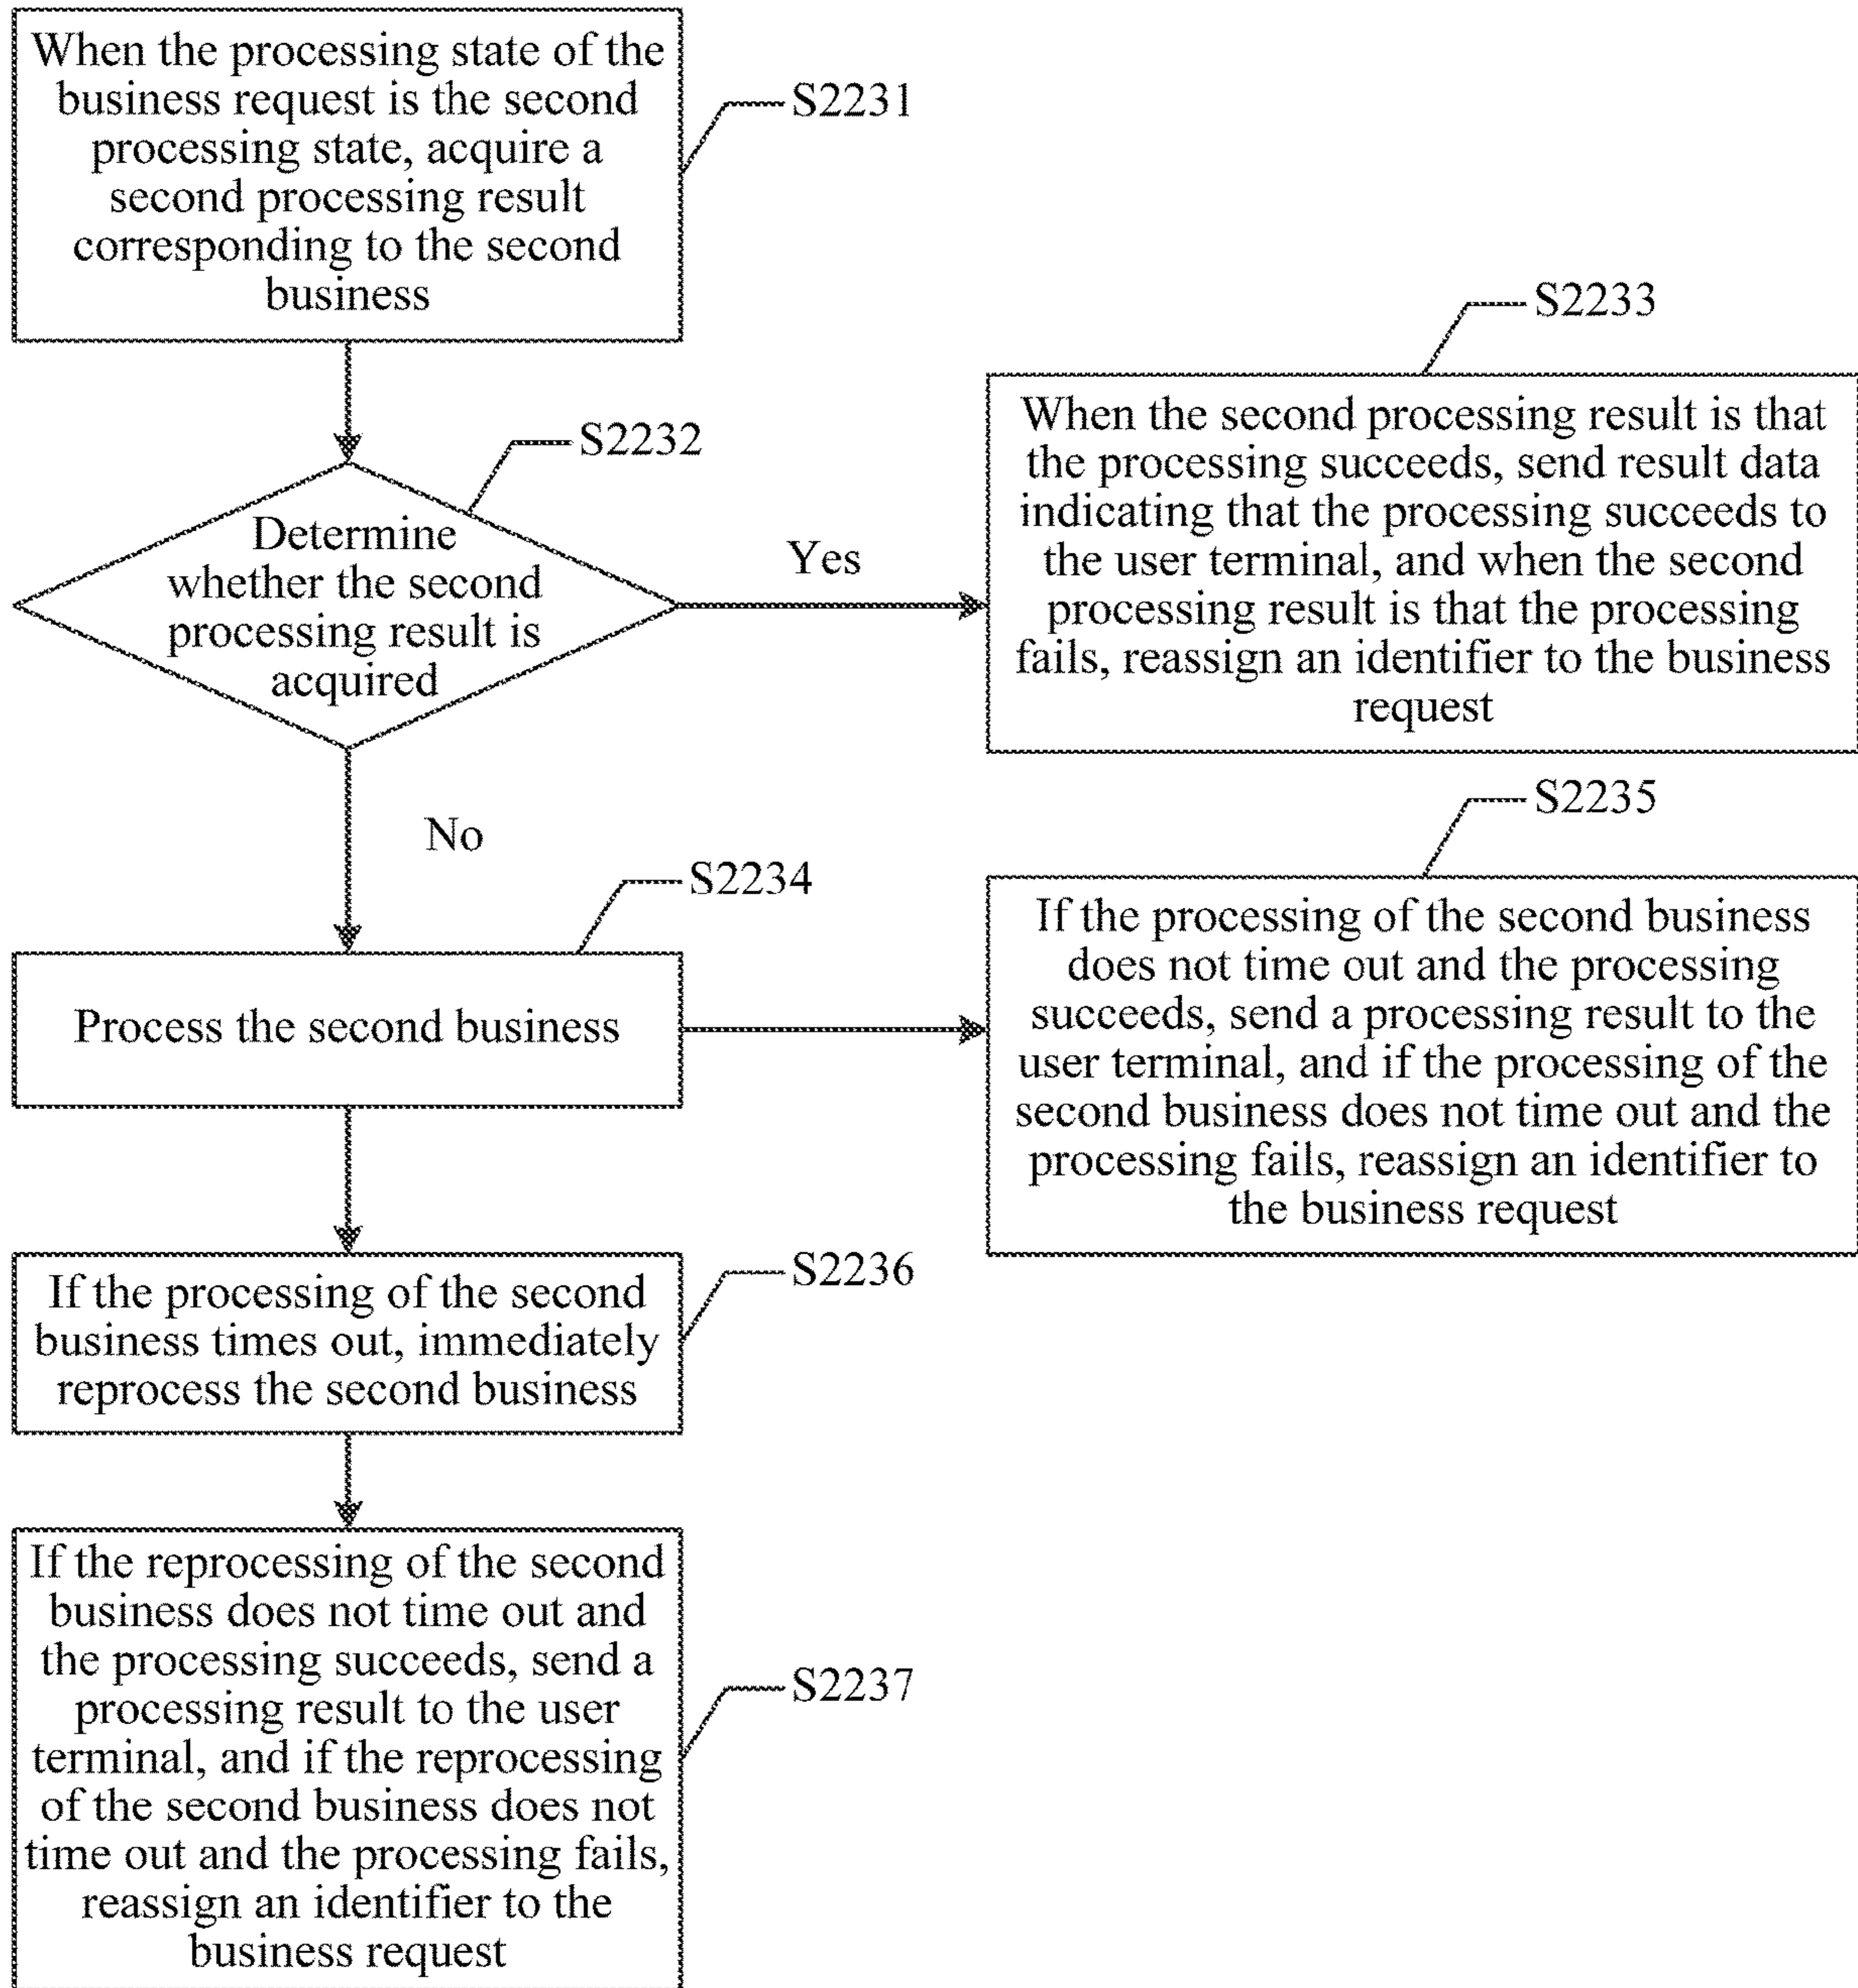 When the processing state of the
business request is the second
processing state, acquire a
second processing result
corresponding to the second
business
S2231
S2232
Determine
whether the second
processing result is
acquired
Yes
S2233
When the second processing result is that
the processing succeeds, send result data
indicating that the processing succeeds to
the user terminal, and when the second
processing result is that the processing
fails, reassign an identifier to the business
request
No
S2234
Process the second business
S2235
If the processing of the second business
does not time out and the processing
succeeds, send a processing result to the
user terminal, and if the processing of the
second business does not time out and the
processing fails, reassign an identifier to
the business request
S2236
If the processing of the second
business times out, immediately
reprocess the second business
If the reprocessing of the second
business does not time out and
the processing succeeds, send a
processing result to the user
terminal, and if the reprocessing
of the second business does not
time out and the processing fails,
reassign an identifier to the
business request
S2237